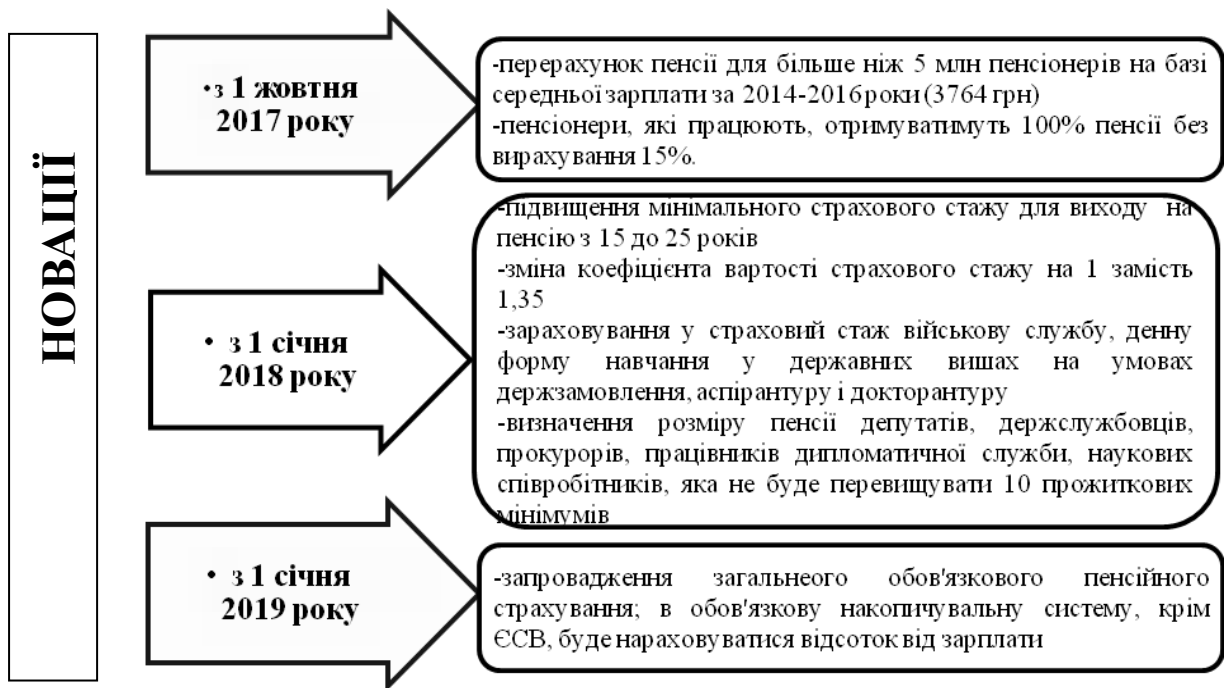 НОВАЦІЇ
• з 1 жовтня
2017 року
-перерахунок пенсії для більше ніж 5 млн пенсіонерів на базі
середньої зарплати за 2014-2016 роки (3764 грн)
-пенсіонери, які працюють, отримуватимуть 100% пенсії без
вирахування 15%.
• з 1 січня
2018 року
-підвищення мінімального страхового стажу для виходу на
пенсію з 15 до 25 років
-зміна коефіцієнта вартості страхового стажу на 1 замість
1,35
-зараховування у страховий стаж військову службу, денну
форму навчання у державних вишах на умовах
держзамовлення, аспірантуру і докторантуру
-визначення розміру пенсії депутатів, держслужбовців,
прокурорів, працівників дипломатичної служби, наукових
співробітників, яка не буде перевищувати 10 прожиткових
мінімумів
• з 1 січня
2019 року
-запровадження загальнеого обов'язкового пенсійного
страхування; в обов'язкову накопичувальну систему, крім
ЄСВ, буде нараховуватися відсоток від зарплати